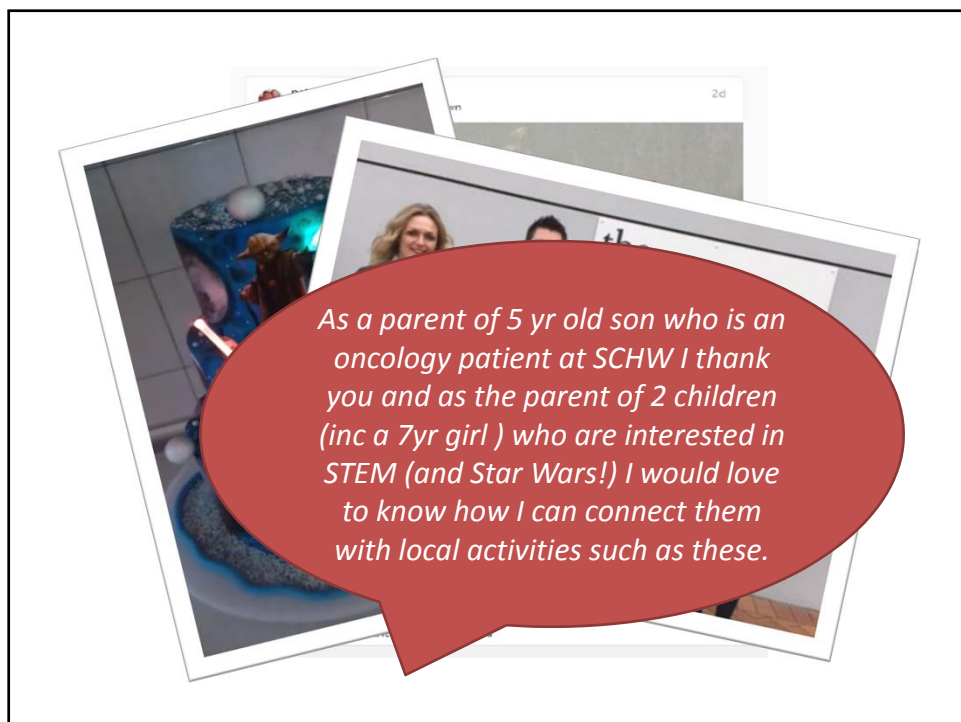 2d
As a parent of 5 yr old son who is an
oncology patient at SCHW I thank
you and as the parent of 2 children
(inc a 7yr girl ) who are interested in
STEM (and Star Wars!) I would love
to know how I can connect them
with local activities such as these.